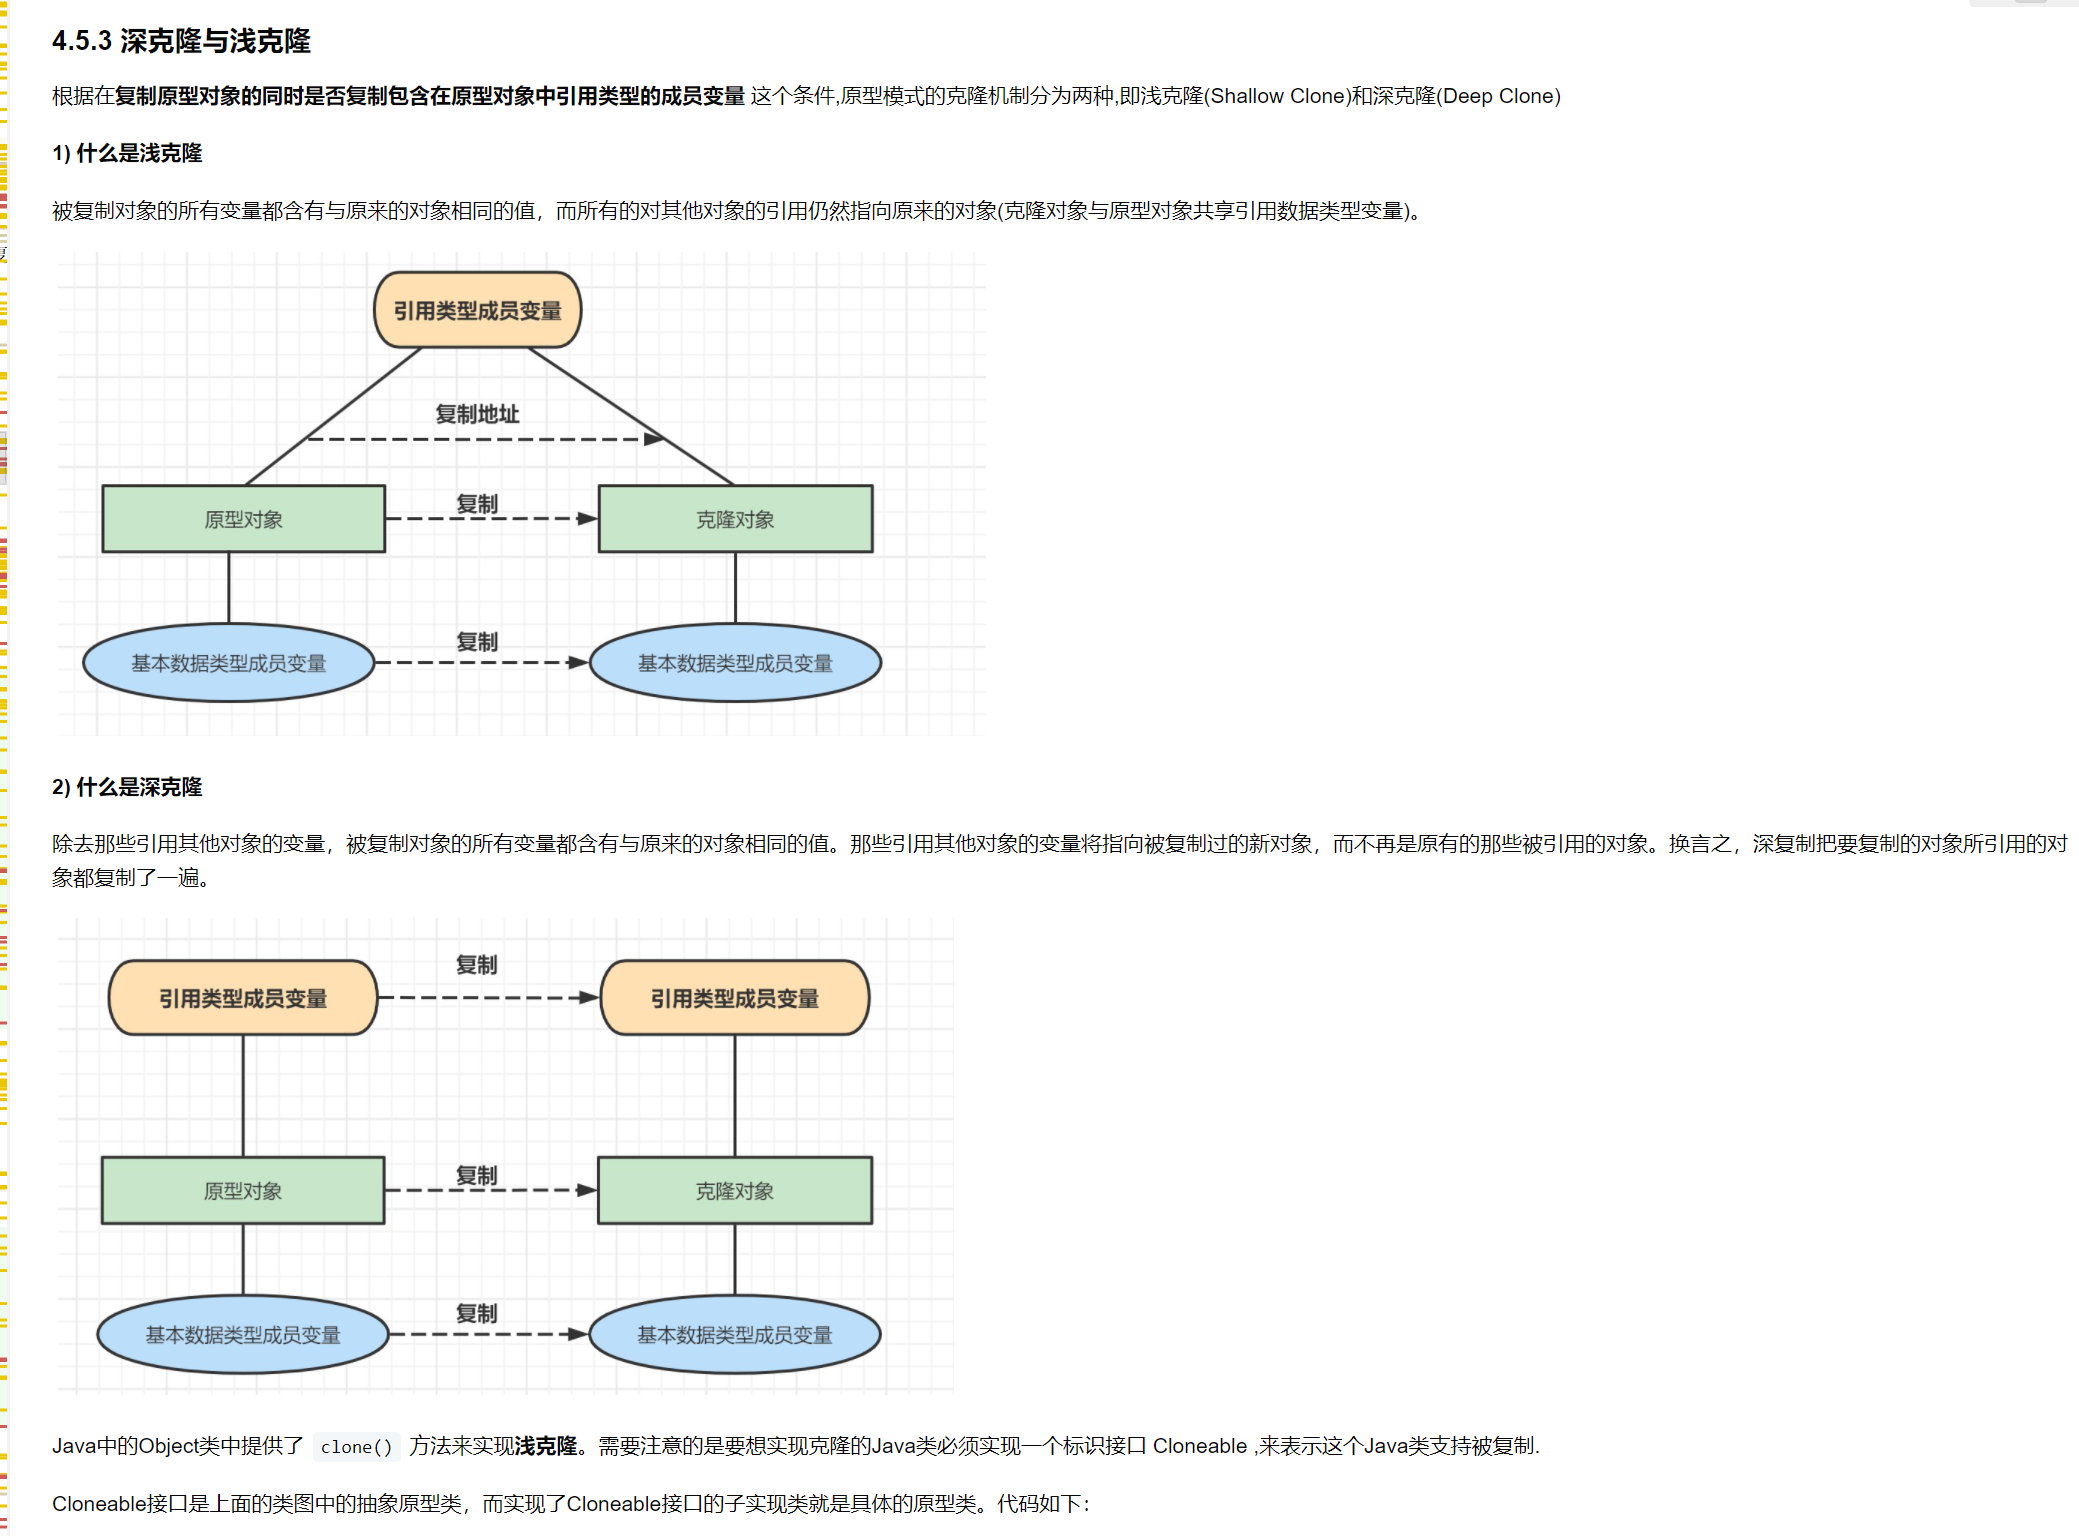 4.5.3 深克隆与浅克隆
根据在复制原型对象的同时是否复制包含在原型对象中引用类型的成员变量 这个条件,原型模式的克隆机制分为两种,即浅克隆(Shallow Clone)和深克隆(Deep Clone)
1) 什么是浅克隆
被复制对象的所有变量都含有与原来的对象相同的值，而所有的对其他对象的引用仍然指向原来的对象(克隆对象与原型对象共享引用数据类型变量)。
引用类型成员变量
复制地址
原型对象 复制 克隆对象
基本数据类型成员变量 复制 基本数据类型成员变量
2) 什么是深克隆
除去那些引用其他对象的变量，被复制对象的所有变量都含有与原来的对象相同的值。那些引用其他对象的变量将指向被复制过的新对象，而不再是原有的那些被引用的对象。换言之，深复制把要复制的对象所引用的对
象都复制了一遍。
引用类型成员变量 复制 引用类型成员变量
原型对象 复制 克隆对象
基本数据类型成员变量 复制 基本数据类型成员变量
Java中的Object类中提供了 clone() 方法来实现浅克隆。需要注意的是要想实现克隆的Java类必须实现一个标识接口 Cloneable ,来表示这个Java类支持被复制.
Cloneable接口是上面的类图中的抽象原型类，而实现了Cloneable接口的子实现类就是具体的原型类。代码如下：